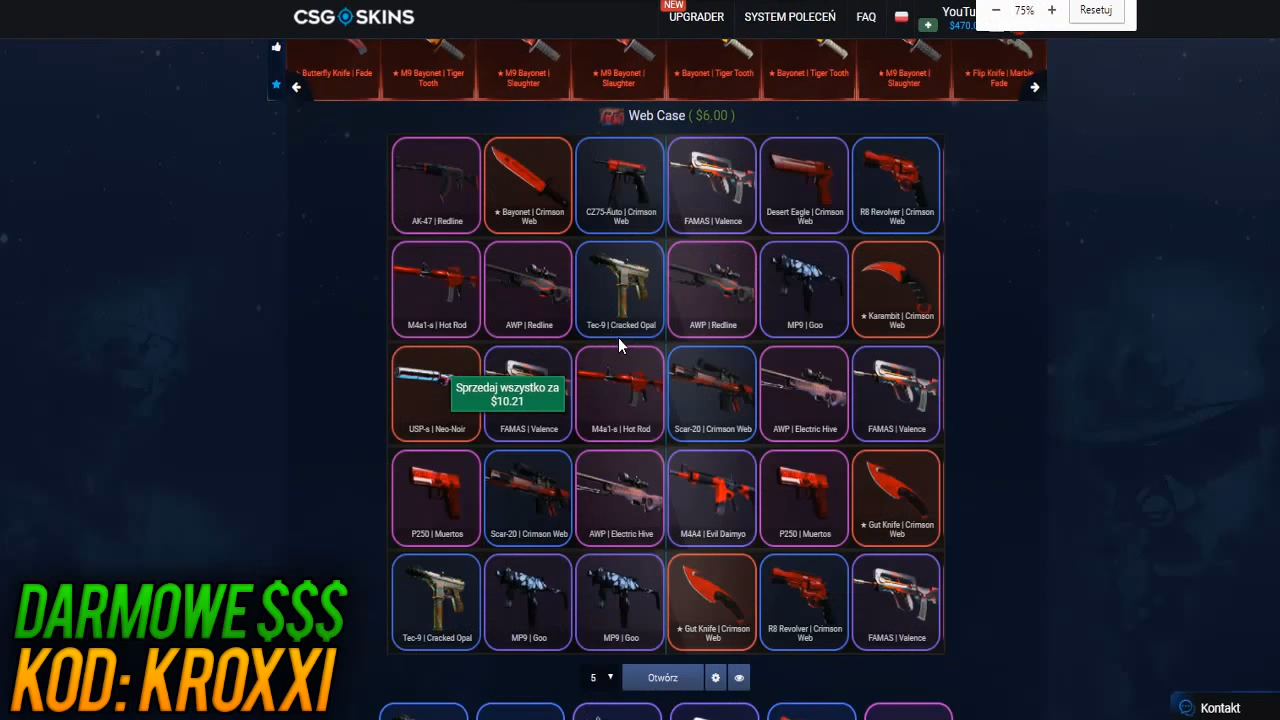 CSG SKINS
NEW
UPGRADER
SYSTEM POLECEŃ
FAQ
YouTu
$470.
75%
Resetuj
★ Butterfly Knife | Fade
★ M9 Bayonet | Tiger Tooth
★ M9 Bayonet | Slaughter
★ M9 Bayonet | Slaughter
★ Bayonet | Tiger Tooth
★ Bayonet | Tiger Tooth
★ M9 Bayonet | Slaughter
★ Flip Knife | Marble Fade
Web Case ( $6.00 )
AK-47 | Redline
★ Bayonet | Crimson Web
CZ75-Auto | Crimson Web
FAMAS | Valence
Desert Eagle | Crimson Web
R8 Revolver | Crimson Web
M4a1-s | Hot Rod
AWP | Redline
Tec-9 | Cracked Opal
AWP | Redline
MP9 | Goo
★ Karambit | Crimson Web
Sprzedaj wszystko za
$10.21
USP-s | Neo-Noir
FAMAS | Valence
M4a1-s | Hot Rod
Scar-20 | Crimson Web
AWP | Electric Hive
FAMAS | Valence
P250 | Muertos
Scar-20 | Crimson Web
AWP | Electric Hive
M4A4 | Evil Daimyo
P250 | Muertos
★ Gut Knife | Crimson Web
Tec-9 | Cracked Opal
MP9 | Goo
MP9 | Goo
★ Gut Knife | Crimson Web
R8 Revolver | Crimson Web
FAMAS | Valence
5
Otwórz
DARMOWE $$$
KOD: KROXXI
Kontakt